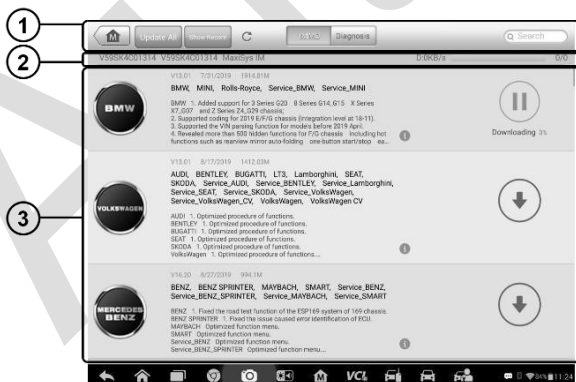 1
Update All Show Recent IMMO Diagnosis Search
2
V59SK4C01314 V59SK4C01314 MaxiSys IM D:0KB/s 0/0
3
BMW
V13.01 7/31/2019 1914.81M
BMW, MINI, Rolls-Royce, Service_BMW, Service_MINI
BMW 1. Added support for 3 Series G20 8 Series G14_G15 X Series
X7_G07 and Z Series Z4_G29 chassis;
2. Supported coding for 2019 E/F/G chassis (Integration level at 18-11).
3. Supported the VIN parsing function for models before 2019 April.
4. Revealed more than 500 hidden functions for F/G chassis Including hot
functions such as rearview mirror auto-folding one-button start/stop es...
Downloading 3%
VOLKSWAGEN
V13.01 8/17/2019 1412.03M
AUDI, BENTLEY, BUGATTI, LT3, Lamborghini, SEAT,
SKODA, Service_AUDI, Service_BENTLEY, Service_Lamborghini,
Service_SEAT, Service_SKODA, Service_VolksWagen,
Service_VolksWagen_CV, VolksWagen, VolksWagen CV
AUDI 1. Optimized procedure of functions.
BENTLEY 1. Optimized procedure of functions.
BUGATTI 1. Optimized procedure of functions.
SEAT 1. Optimized procedure of functions.
SKODA 1. Optimized procedure of functions.
VolksWagen 1. Optimized procedure of functions....
MERCEDES
BENZ
V16.30 8/27/2019 994.1M
BENZ, BENZ SPRINTER, MAYBACH, SMART, Service_BENZ,
Service_BENZ_SPRINTER, Service_MAYBACH, Service_SMART
BENZ 1. Fixed the road test function of the ESP169 system of 169 chassis.
BENZ SPRINTER 1. Fixed the issue caused error identification of ECU.
MAYBACH Optimized function menu.
SMART Optimized function menu.
Service_BENZ Optimized function menu.
Service_BENZ_SPRINTER Optimized function menu....
VCI 84% 11:24